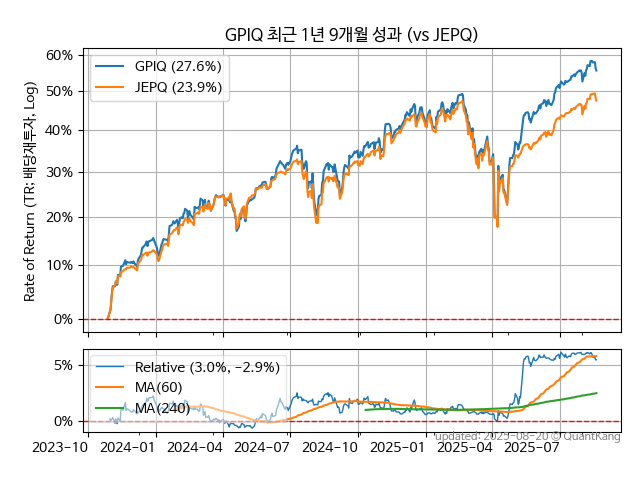 GPIQ 최근 1년 9개월 성과 (vs JEPQ)
60%
50%
40%
30%
20%
10%
0%
Rate of Return (TR: 배당재투자, Log)
GPIQ (27.6%)
JEPQ (23.9%)
5%
0%
Relative (3.0%, −2.9%)
MA(60)
MA(240)
2023−10 2024−01 2024−04 2024−07 2024−10 2025−01 2025−04 2025−07
updated: 2025-08-20 © QuantKang